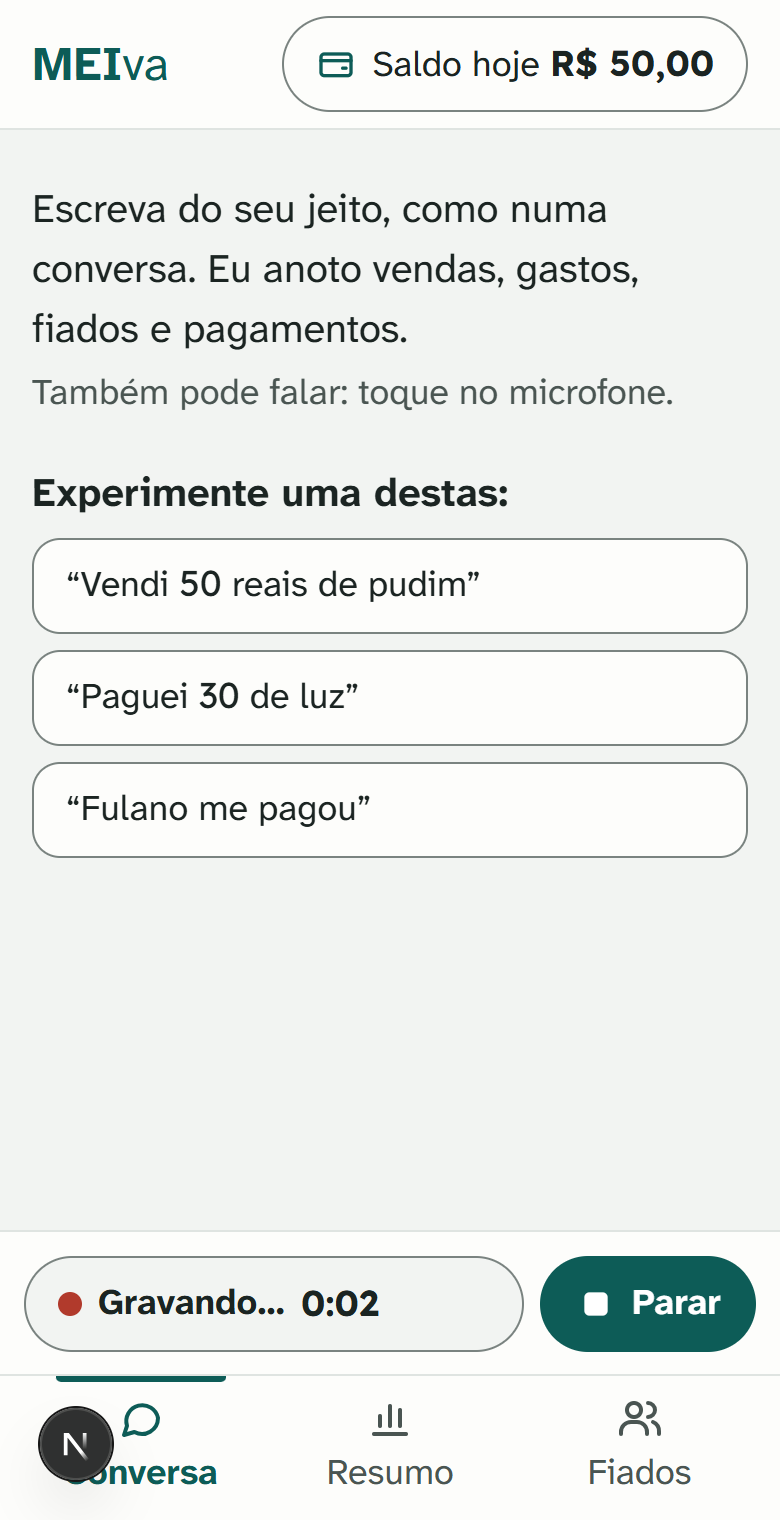 MEIva
Saldo hoje R$ 50,00
Escreva do seu jeito, como numa
conversa. Eu anoto vendas, gastos,
fiados e pagamentos.
Também pode falar: toque no microfone.
Experimente uma destas:
“Vendi 50 reais de pudim”
“Paguei 30 de luz”
“Fulano me pagou”
Gravando... 0:02
Parar
N
Conversa
Resumo
Fiados